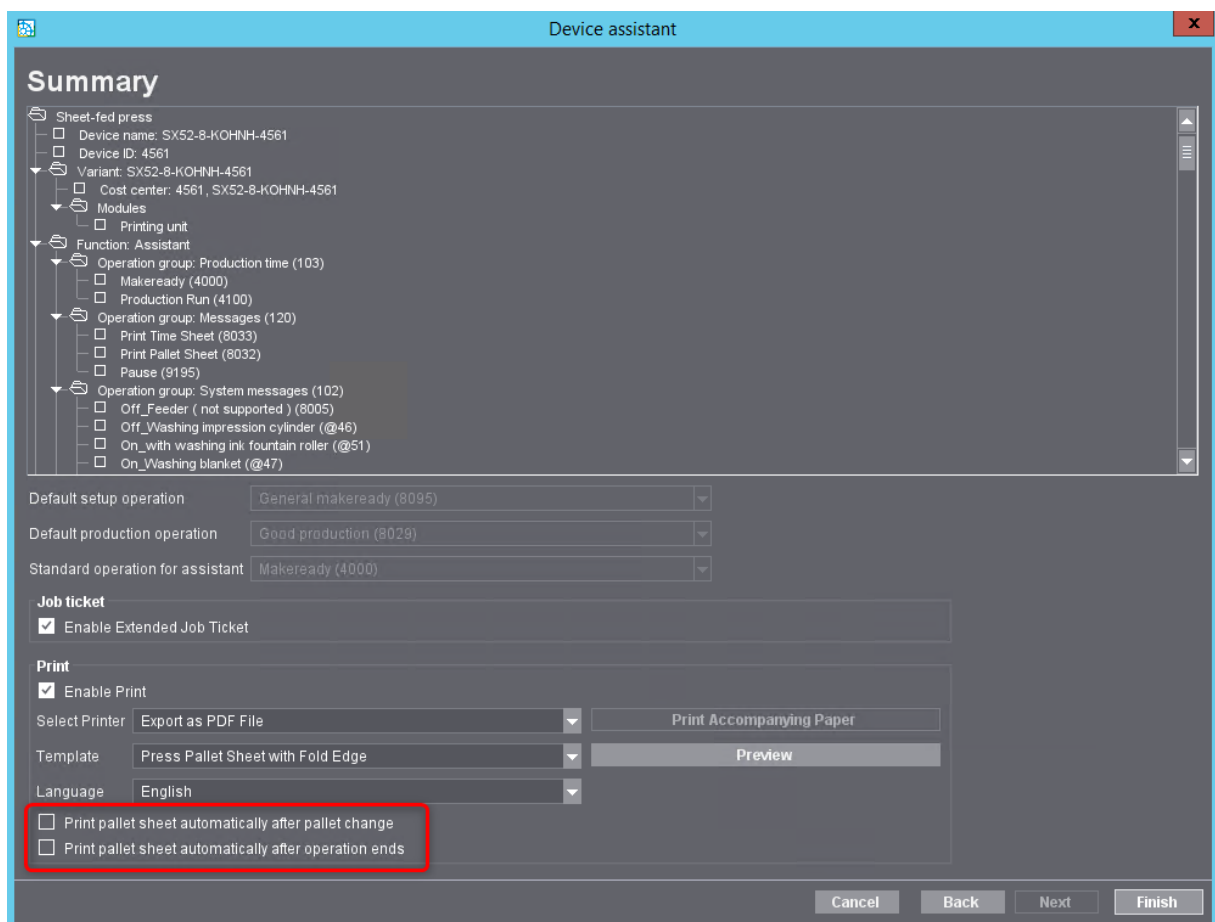 Device assistant
x
Summary
Sheet-fed press
Device name: SX52-8-KOHNH-4561
Device ID: 4561
Variant: SX52-8-KOHNH-4561
Cost center: 4561, SX52-8-KOHNH-4561
Modules
Printing unit
Function: Assistant
Operation group: Production time (103)
Makeready (4000)
Production Run (4100)
Operation group: Messages (120)
Print Time Sheet (8033)
Print Pallet Sheet (8032)
Pause (9195)
Operation group: System messages (102)
Off_Feeder ( not supported ) (8005)
Off_Washing impression cylinder (@46)
On_with washing ink fountain roller (@51)
On_Washing blanket (@47)
Default setup operation General makeready (8095)
Default production operation Good production (8029)
Standard operation for assistant Makeready (4000)
Job ticket
Enable Extended Job Ticket
Print
Enable Print
Select Printer Export as PDF File Print Accompanying Paper
Template Press Pallet Sheet with Fold Edge Preview
Language English
Print pallet sheet automatically after pallet change
Print pallet sheet automatically after operation ends
Cancel Back Next Finish